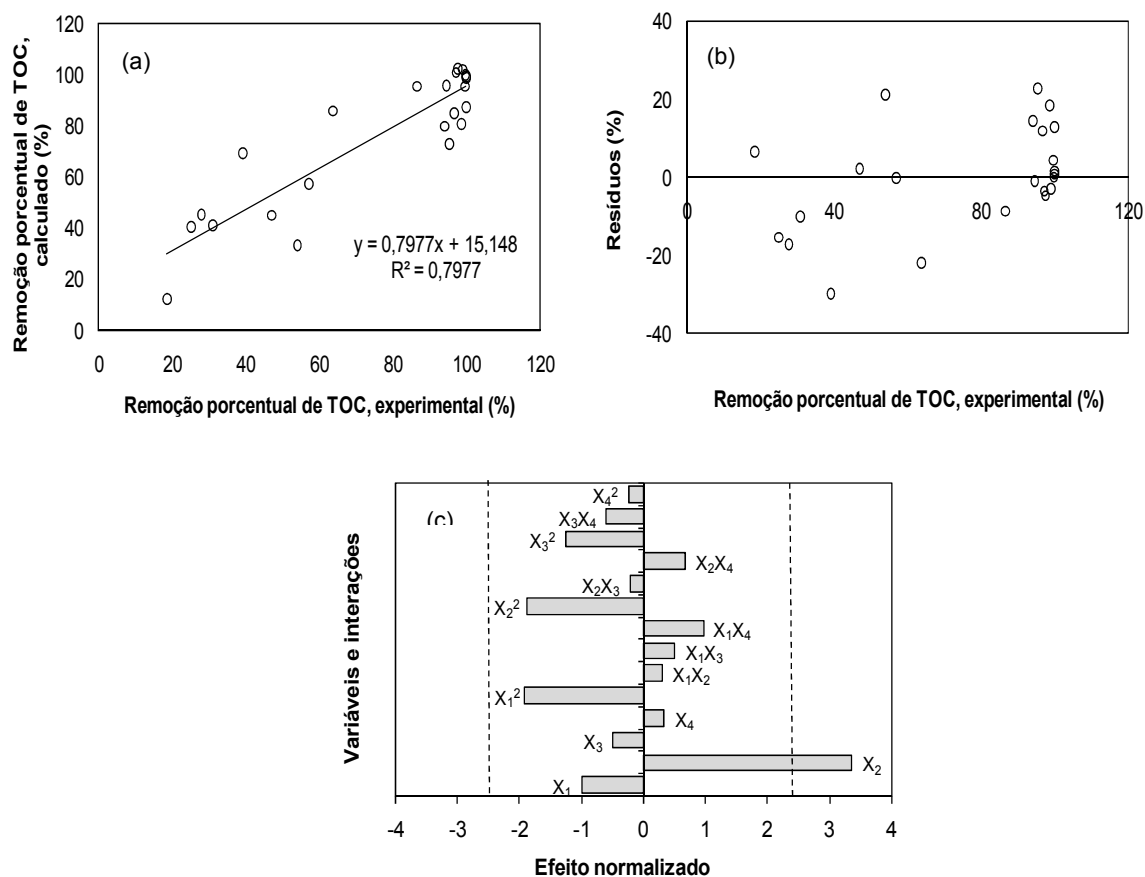 (a)
Remoção porcentual de TOC,
calculado (%)
120
100
80
60
40
20
0
y = 0,7977x + 15,148
R² = 0,7977
0 20 40 60 80 100 120
Remoção porcentual de TOC, experimental (%)
(b)
Resíduos (%)
40
20
0
-20
-40
0 40 80 120
Remoção porcentual de TOC, experimental (%)
(c)
Variáveis e interações
X₄²
X₃X₄
X₃²
X₂X₄
X₂X₃
X₂²
X₁X₄
X₁X₃
X₁X₂
X₁²
X₄
X₃
X₂
X₁
-4 -3 -2 -1 0 1 2 3 4
Efeito normalizado